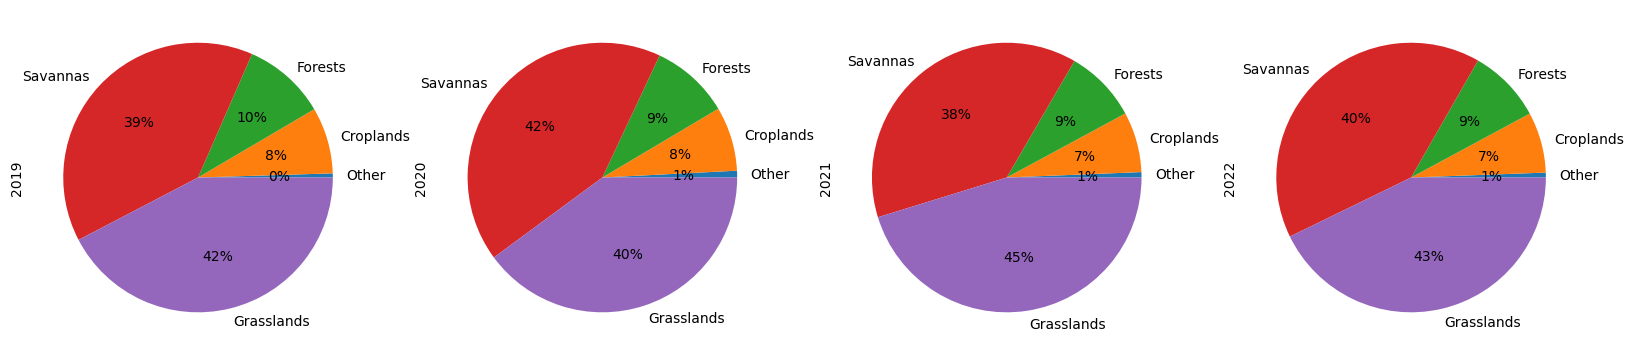 2019
Savannas
39%
Forests
10%
Croplands
8%
Other
0%
Grasslands
42%
2020
Savannas
42%
Forests
9%
Croplands
8%
Other
1%
Grasslands
40%
2021
Savannas
38%
Forests
9%
Croplands
7%
Other
1%
Grasslands
45%
2022
Savannas
40%
Forests
9%
Croplands
7%
Other
1%
Grasslands
43%